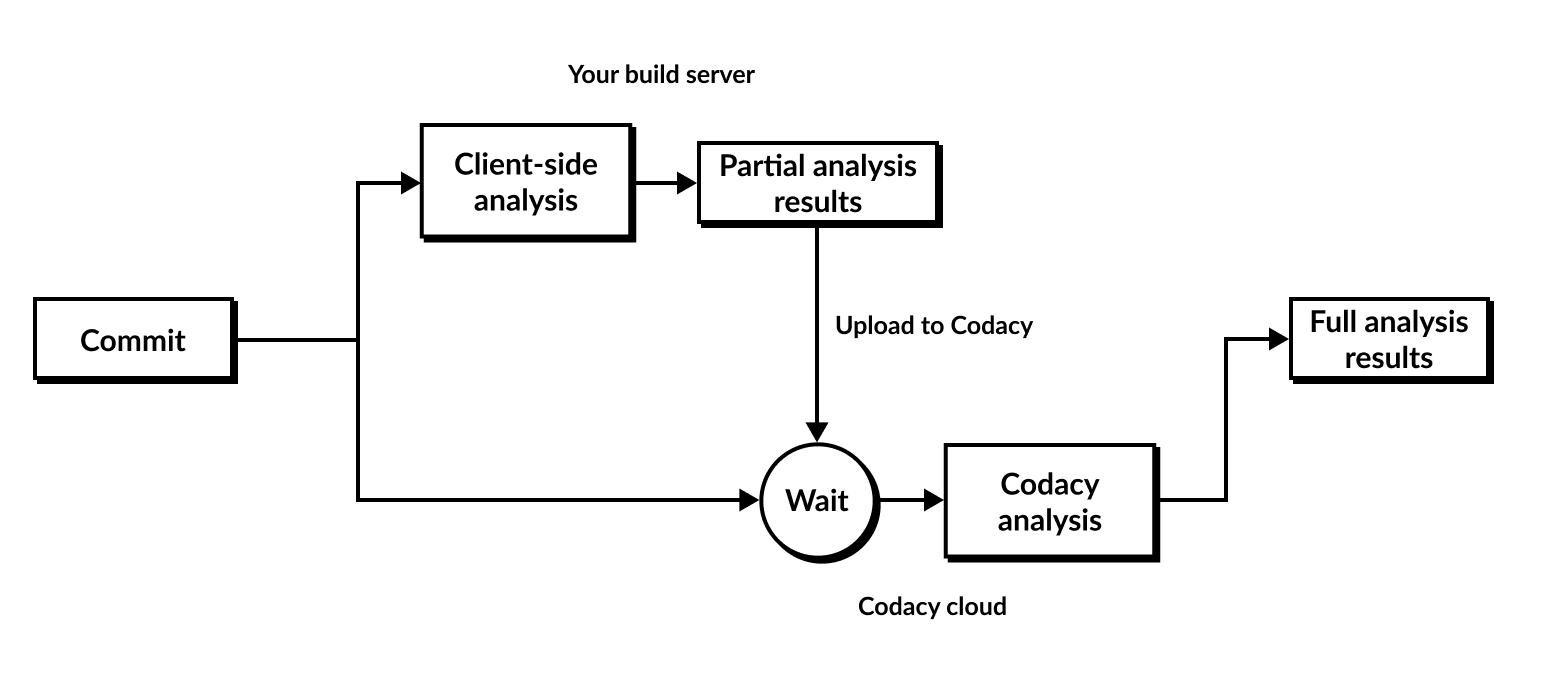 Your build server
Client-side
analysis
Partial analysis
results
Commit
Upload to Codacy
Full analysis
results
Wait
Codacy
analysis
Codacy cloud